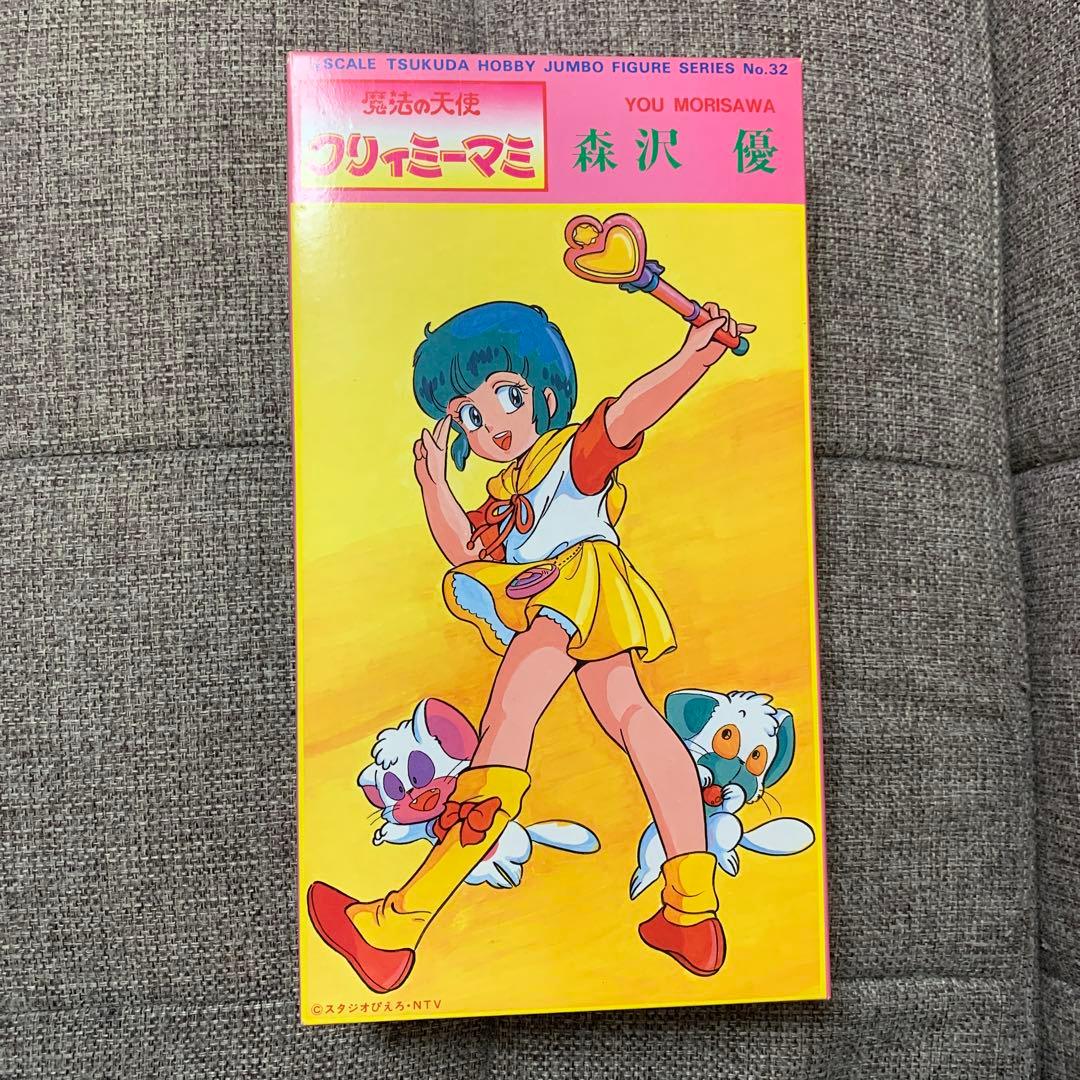 SCALE TSUKUDA HOBBY JUMBO FIGURE SERIES No.32
魔法の天使
クリィミーマミ
YOU MORISAWA
森沢 優
©スタジオぴえろ・NTV